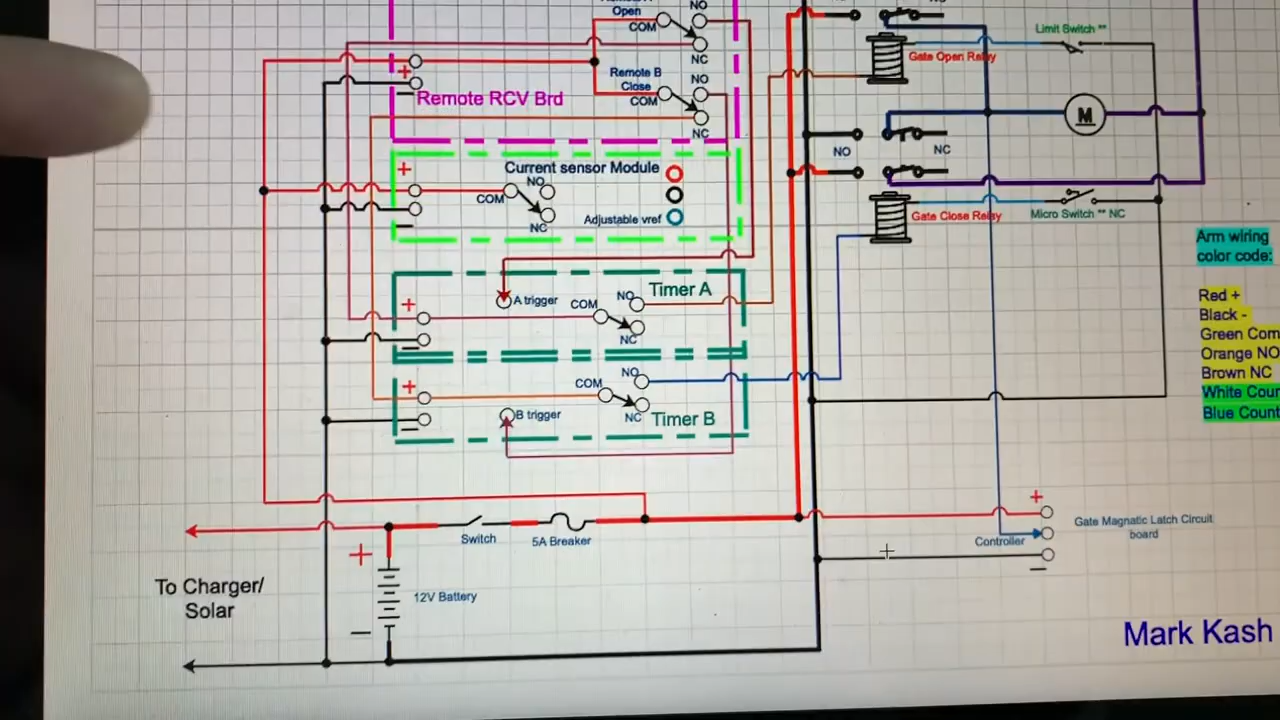 Open
COM
NO
NC
Remote B
Close
COM
NO
NC
+
−
Remote RCV Brd
Limit Switch **
Gate Open Relay
M
NO
NC
Gate Close Relay
Micro Switch ** NC
+
−
Current sensor Module
NO
COM
NC
Adjustable vref
Arm wiring
color code:
Red +
Black -
Green Com
Orange NO
Brown NC
White
Blue
+
−
A trigger
COM
NO
NC
Timer A
+
−
B trigger
COM
NO
NC
Timer B
Switch
5A Breaker
+
12V Battery
−
To Charger/
Solar
+
Controller
−
Gate Magnetic Latch Circuit
board
Mark Kash